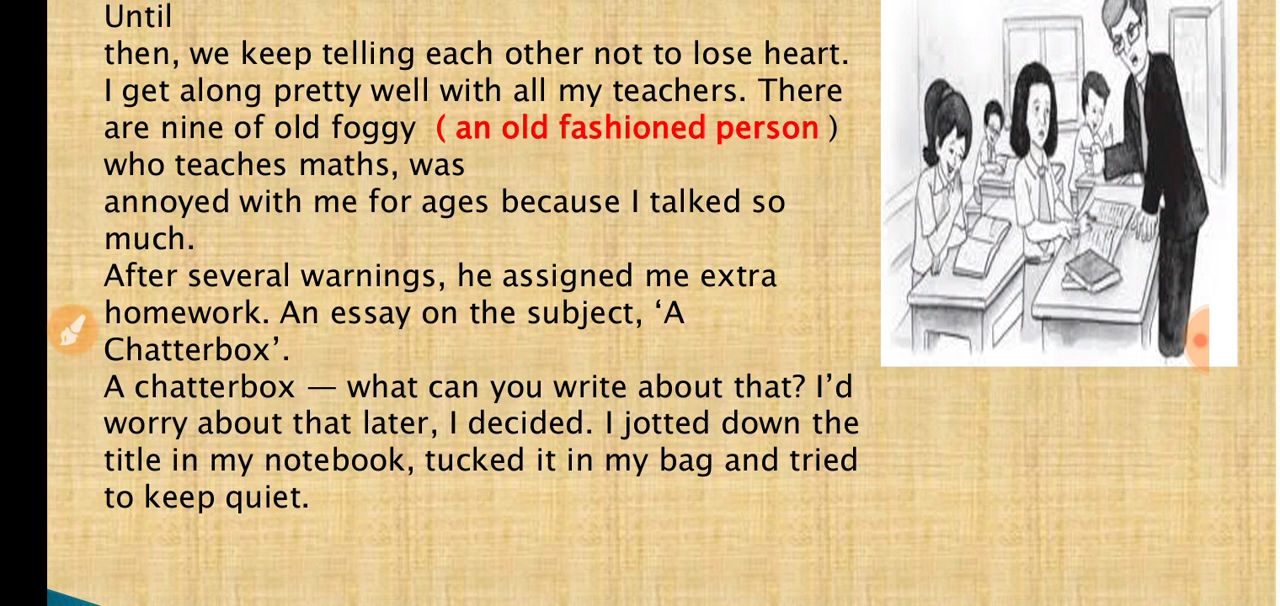 Until
then, we keep telling each other not to lose heart.
I get along pretty well with all my teachers. There
are nine of old foggy ( an old fashioned person )
who teaches maths, was
annoyed with me for ages because I talked so
much.
After several warnings, he assigned me extra
homework. An essay on the subject, ‘A
Chatterbox’.
A chatterbox — what can you write about that? I’d
worry about that later, I decided. I jotted down the
title in my notebook, tucked it in my bag and tried
to keep quiet.